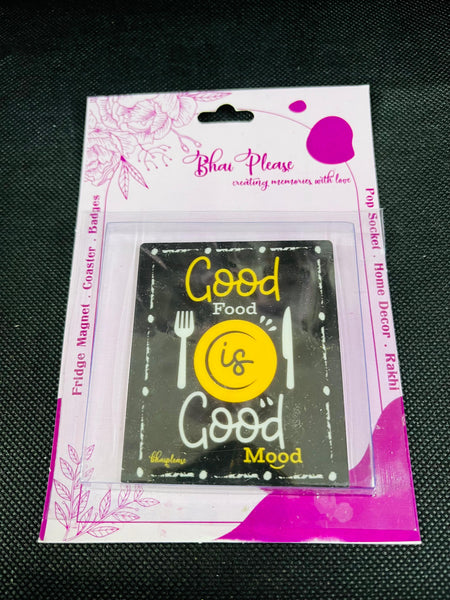 Bhai Please
creating memories with love
Fridge Magnet . Coaster . Badges
Pop Socket . Home Decor . Rakhi
Good
Food
is
Good
Mood
bhaiplease